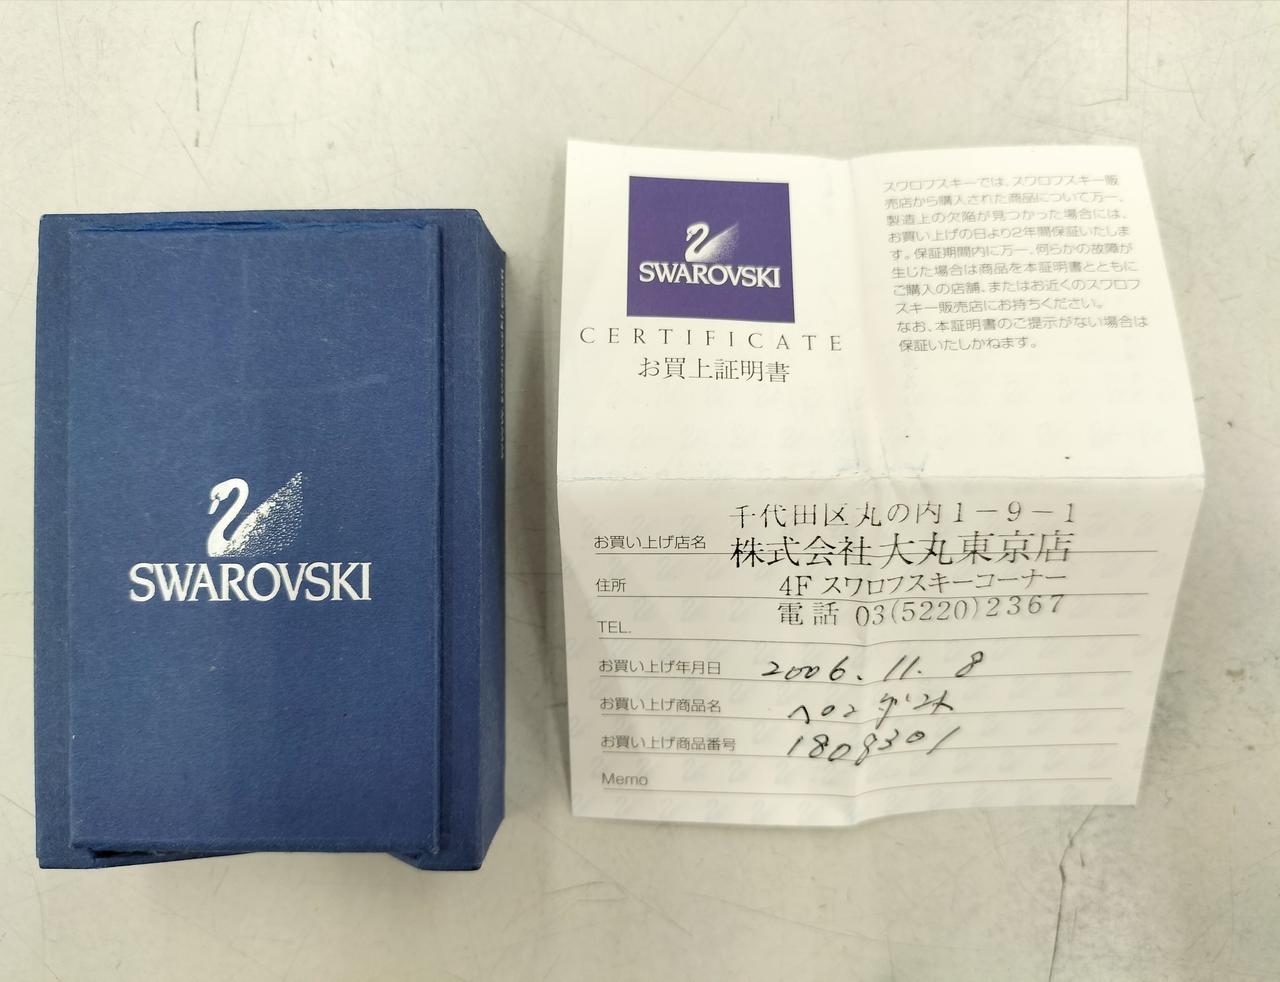 SWAROVSKI
SWAROVSKI
CERTIFICATE
お買上証明書
スワロフスキーでは、スワロフスキー販
売店から購入された商品について万一、
製造上の欠陥が見つかった場合には、
お買い上げの日より2年間保証いたしま
す。保証期間内に万一、何らかの故障が
生じた場合は商品を本証明書とともに
ご購入の店舗、またはお近くのスワロフ
スキー販売店にお持ちください。
なお、本証明書のご提示がない場合は
保証いたしかねます。
千代田区丸の内1-9-1
お買い上げ店名 株式会社大丸東京店
住所 4F スワロフスキーコーナー
TEL. 電話 03(5220)2367
お買い上げ年月日 2006.11.8
お買い上げ商品名
お買い上げ商品番号 1809301
Memo